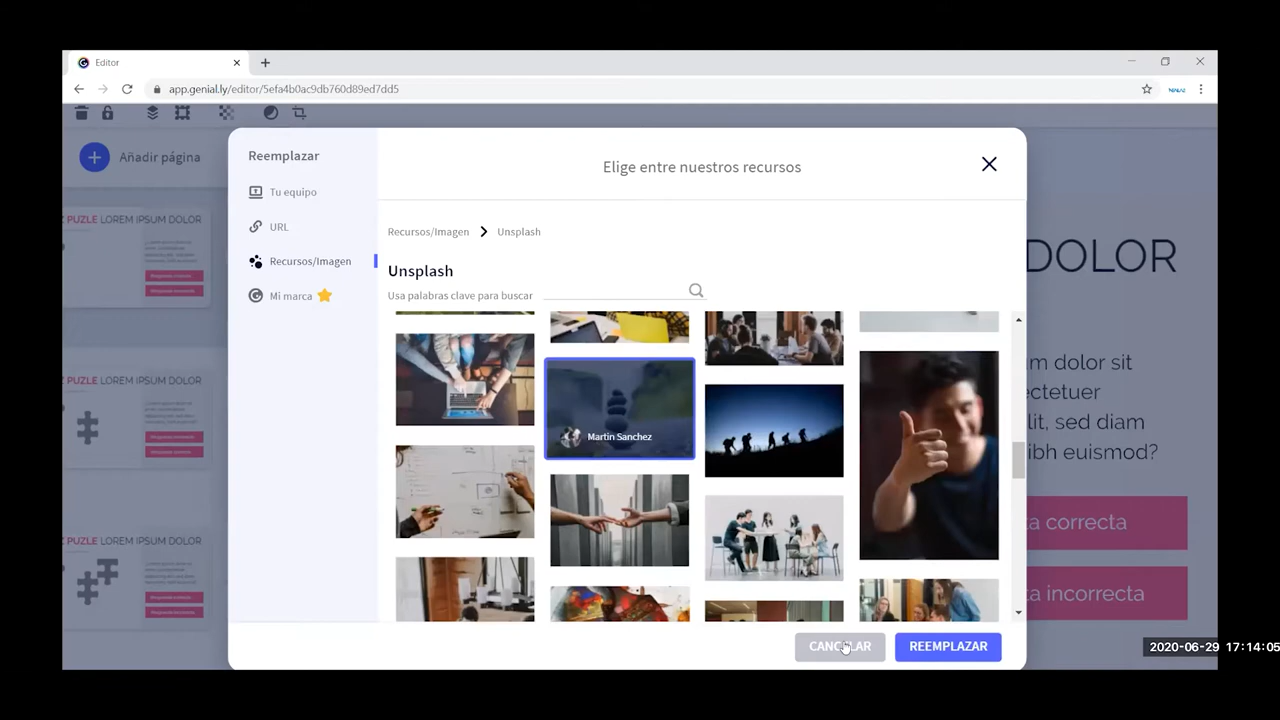 Editor
app.genial.ly/editor/5efa4b0ac9db760d89ed7dd5
Añadir página
PUZLE LOREM IPSUM DOLOR
PUZLE LOREM IPSUM DOLOR
PUZLE LOREM IPSUM DOLOR
Reemplazar
Tu equipo
URL
Recursos/Imagen
Mi marca
Elige entre nuestros recursos
Recursos/Imagen
Unsplash
Unsplash
Usa palabras clave para buscar
Martin Sanchez
CANCELAR
REEMPLAZAR
DOLOR
m dolor sit
ectetuer
lit, sed diam
ibh euismod?
ta correcta
a incorrecta
2020-06-29 17:14:05